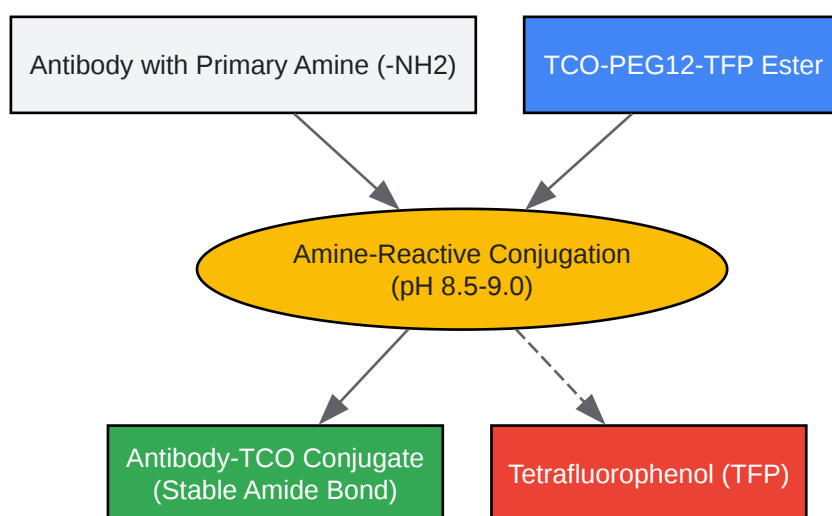 Antibody with Primary Amine (-NH2)
TCO-PEG12-TFP Ester
Amine-Reactive Conjugation
(pH 8.5-9.0)
Antibody-TCO Conjugate
(Stable Amide Bond)
Tetrafluorophenol (TFP)